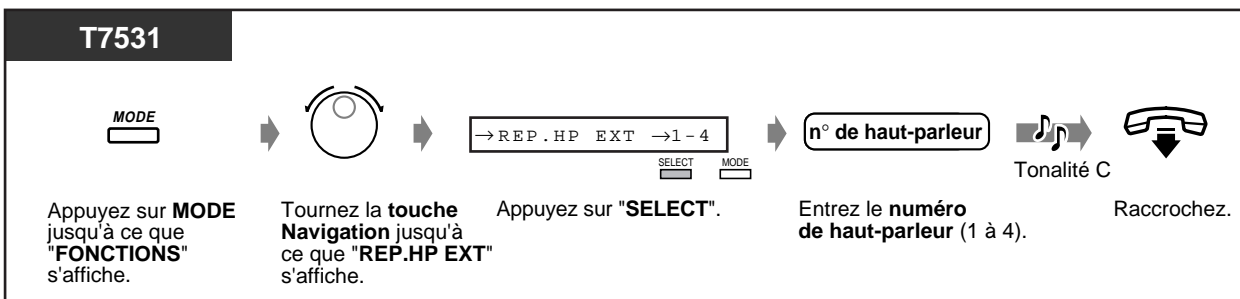 T7531
MODE
→REP.HP EXT →1-4
SELECT MODE
n° de haut-parleur
Tonalité C
Appuyez sur MODE
jusqu'à ce que
"FONCTIONS"
s'affiche.
Tournez la touche
Navigation jusqu'à
ce que "REP.HP EXT"
s'affiche.
Appuyez sur "SELECT".
Entrez le numéro
de haut-parleur (1 à 4).
Raccrochez.